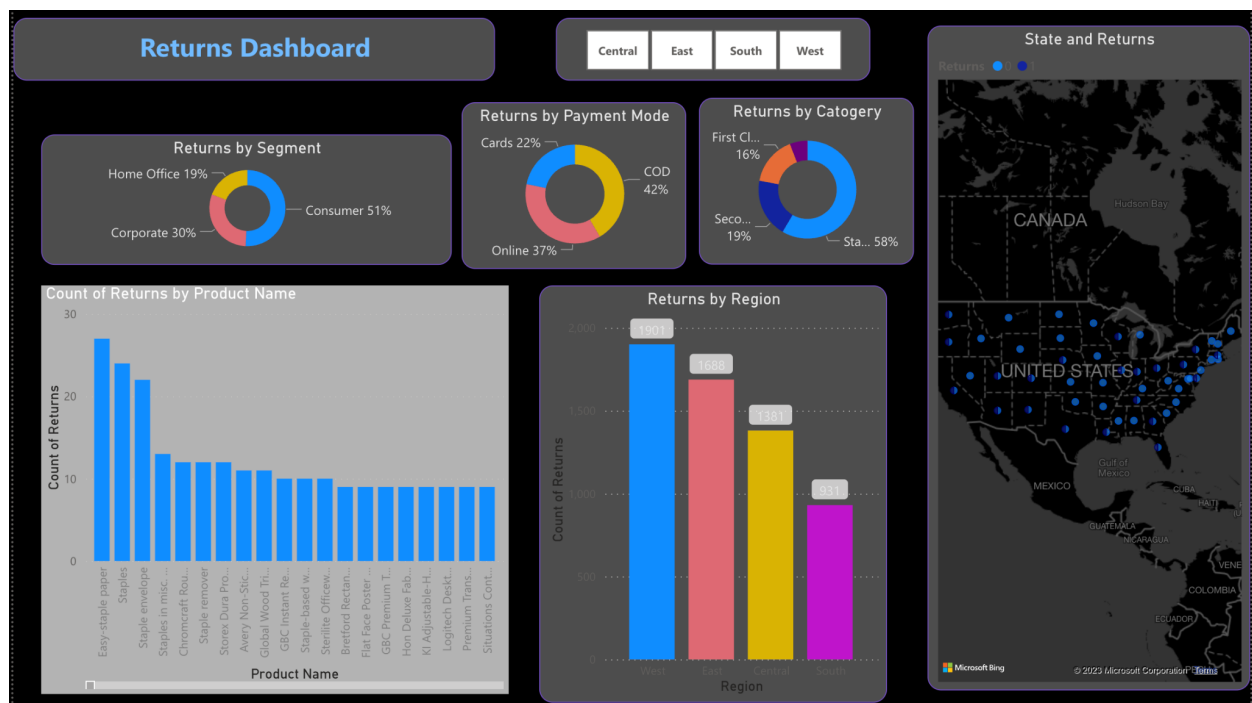 Returns Dashboard
Central
East
South
West
State and Returns
Returns 0 1
Returns by Segment
Home Office 19%
Consumer 51%
Corporate 30%
Returns by Payment Mode
Cards 22%
COD
42%
Online 37%
Returns by Catogery
First Cl...
16%
Seco...
19%
Sta... 58%
Count of Returns by Product Name
30
20
10
0
Count of Returns
Easy-staple paper
Staples
Staple envelope
Staples in misc. ...
Chromcraft Rou...
Staple remover
Storex Dura Pro...
Avery Non-Stic...
Global Wood Tri...
GBC Instant Re...
Staple-based w...
Sterilite Officew...
Bretford Rectan...
Flat Face Poster ...
GBC Premium T...
Hon Deluxe Fab...
KI Adjustable-H...
Logitech Deskt...
Premium Trans...
Situations Cont...
Product Name
Returns by Region
2,000
1,500
1,000
500
0
Count of Returns
1901
1688
1381
931
West
East
Central
South
Region
CANADA
Hudson Bay
UNITED STATES
Gulf of
Mexico
MEXICO
CUBA
HAITI
GUATEMALA
NICARAGUA
VENE
COLOMBIA
ECUADOR
Microsoft Bing
© 2023 Microsoft Corporation Terms